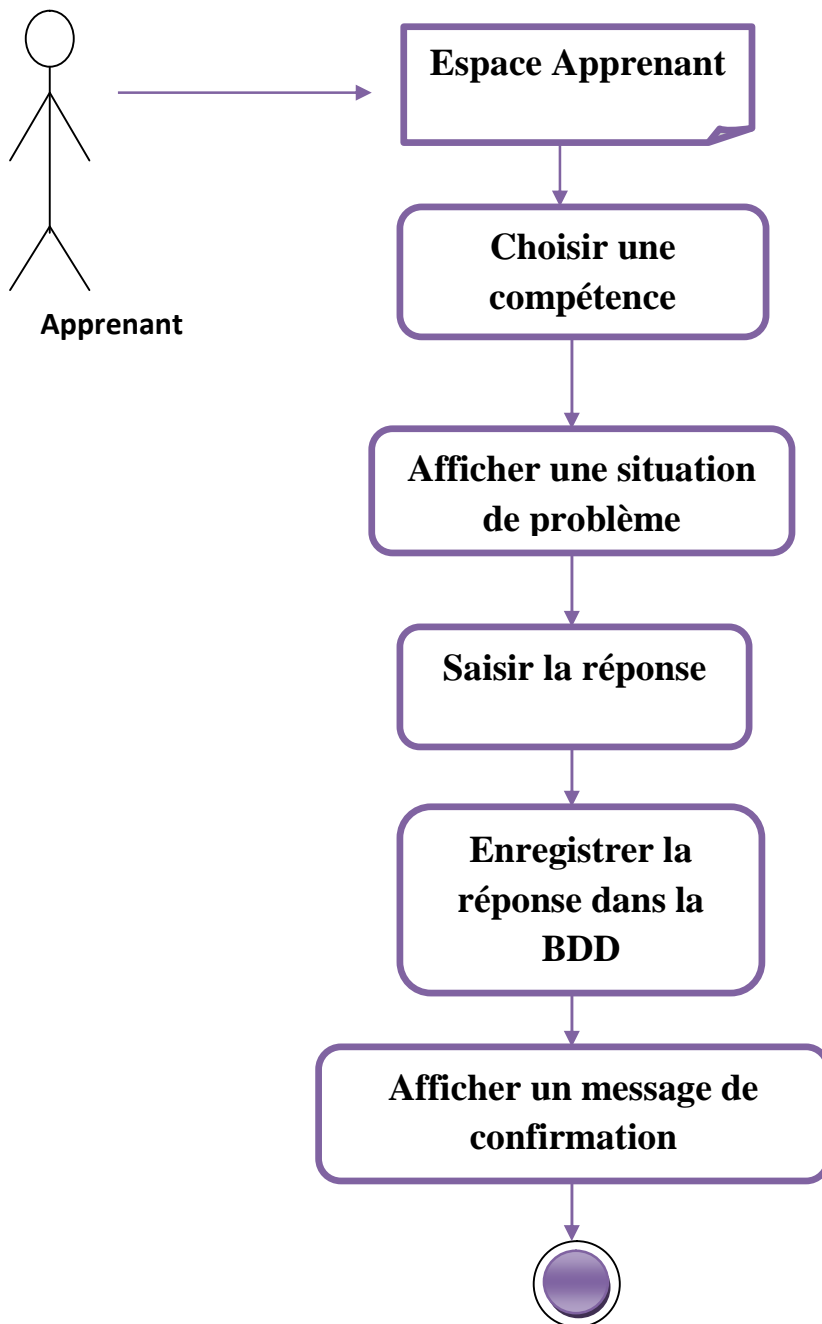 Espace Apprenant
Choisir une
compétence
Apprenant
Afficher une situation
de problème
Saisir la réponse
Enregistrer la
réponse dans la
BDD
Afficher un message de
confirmation